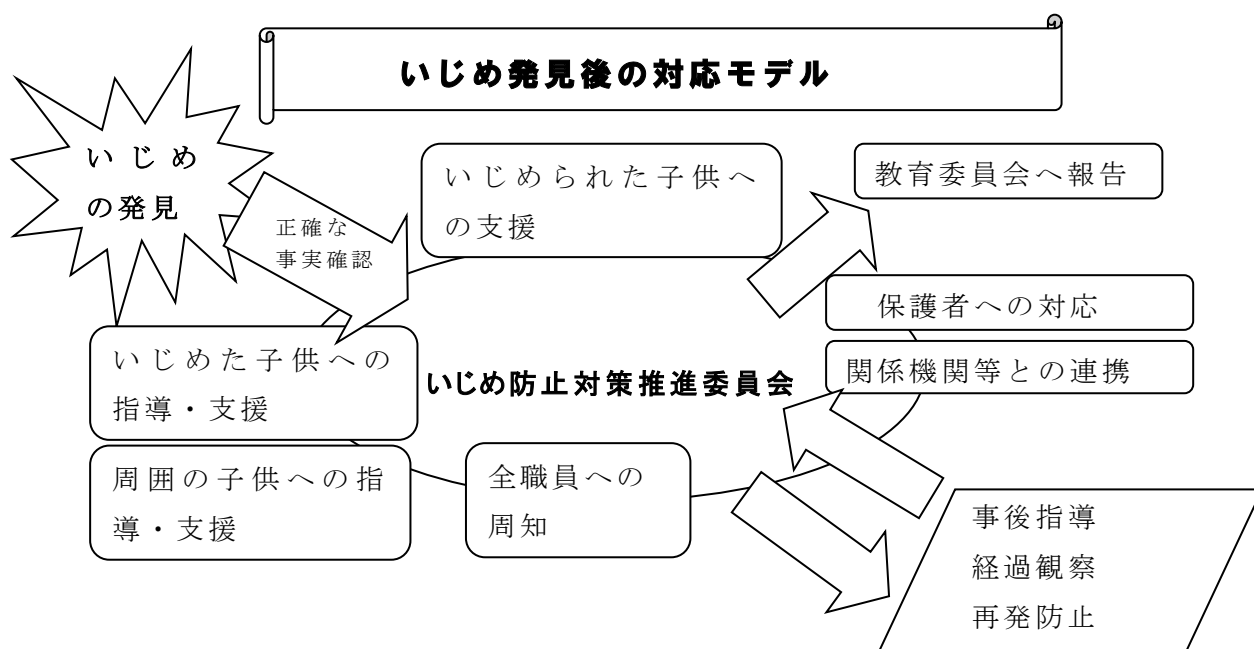 いじめ発見後の対応モデル
いじめ
の発見
正確な
事実確認
いじめられた子供へ
の支援
教育委員会へ報告
保護者への対応
関係機関等との連携
いじめた子供への
指導・支援
いじめ防止対策推進委員会
周囲の子供への指
導・支援
全職員への
周知
事後指導
経過観察
再発防止